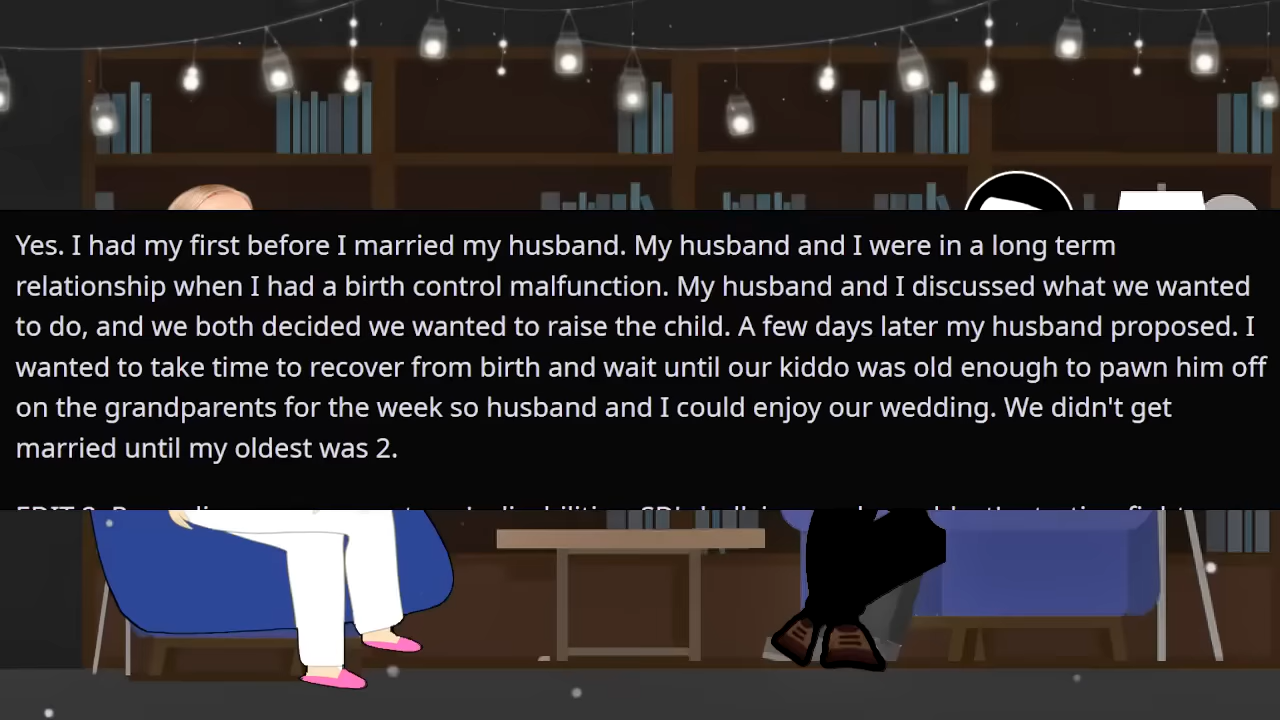 Yes. I had my first before I married my husband. My husband and I were in a long term
relationship when I had a birth control malfunction. My husband and I discussed what we wanted
to do, and we both decided we wanted to raise the child. A few days later my husband proposed. I
wanted to take time to recover from birth and wait until our kiddo was old enough to pawn him off
on the grandparents for the week so husband and I could enjoy our wedding. We didn't get
married until my oldest was 2.